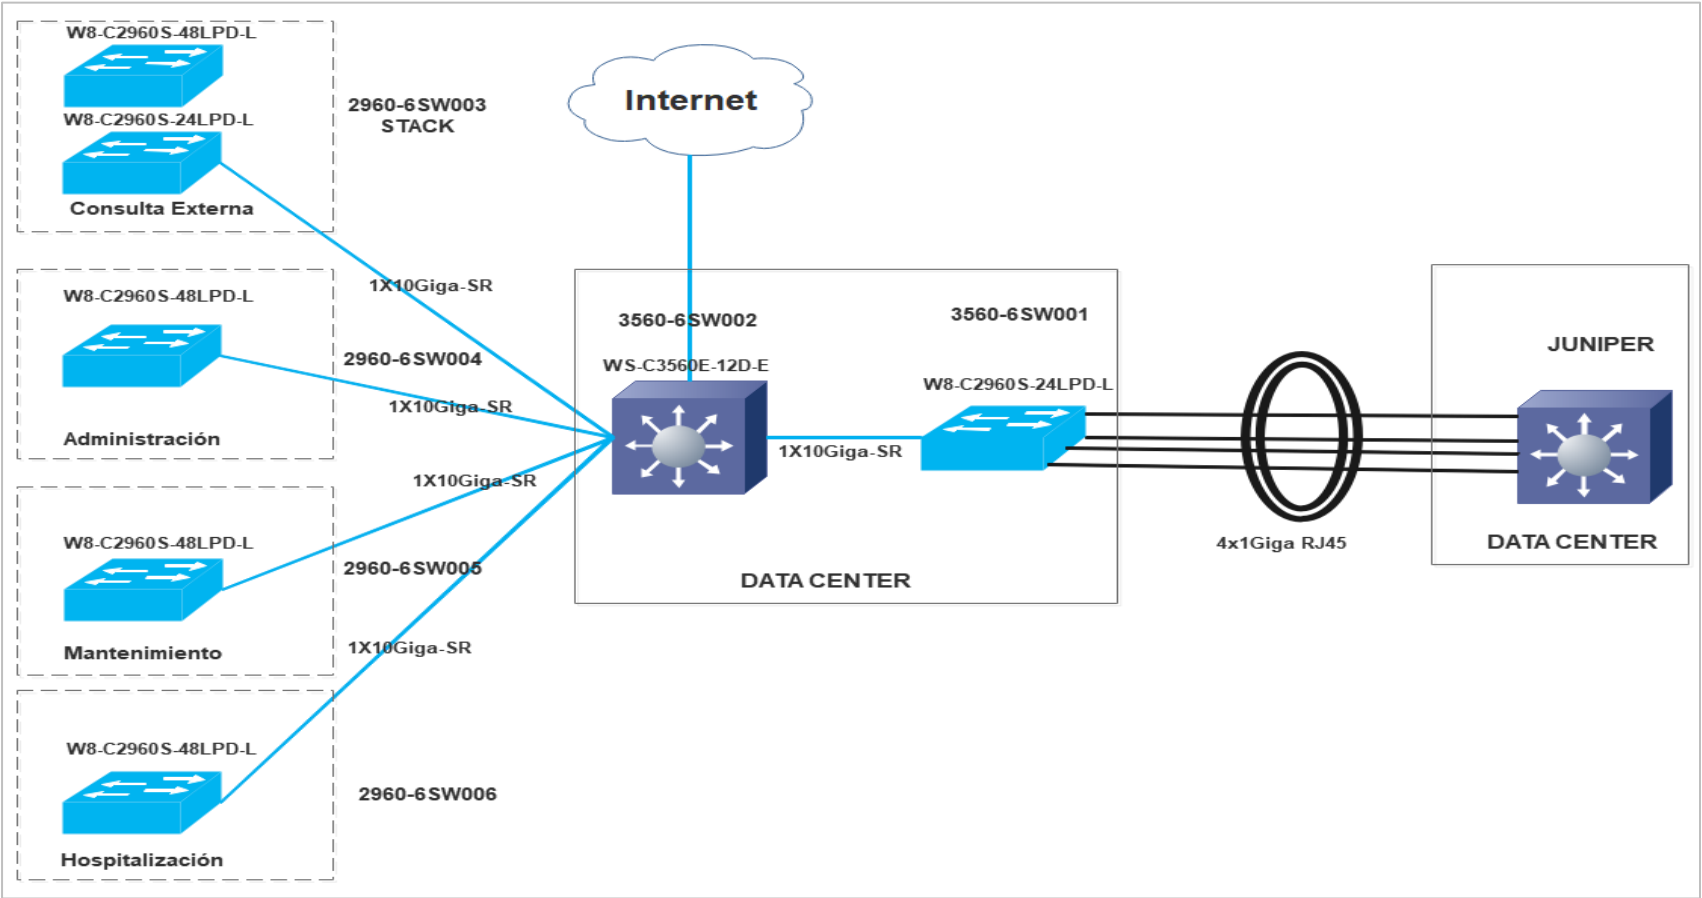 W8-C2960S-48LPD-L
W8-C2960S-24LPD-L
Consulta Externa
2960-6SW003
STACK
Internet
1X10Giga-SR
W8-C2960S-48LPD-L
2960-6SW004
1X10Giga-SR
Administración
3560-6SW002
WS-C3560E-12D-E
3560-6SW001
W8-C2960S-24LPD-L
1X10Giga-SR
DATA CENTER
4x1Giga RJ45
JUNIPER
DATA CENTER
1X10Giga-SR
W8-C2960S-48LPD-L
2960-6SW005
Mantenimiento
1X10Giga-SR
W8-C2960S-48LPD-L
2960-6SW006
Hospitalización